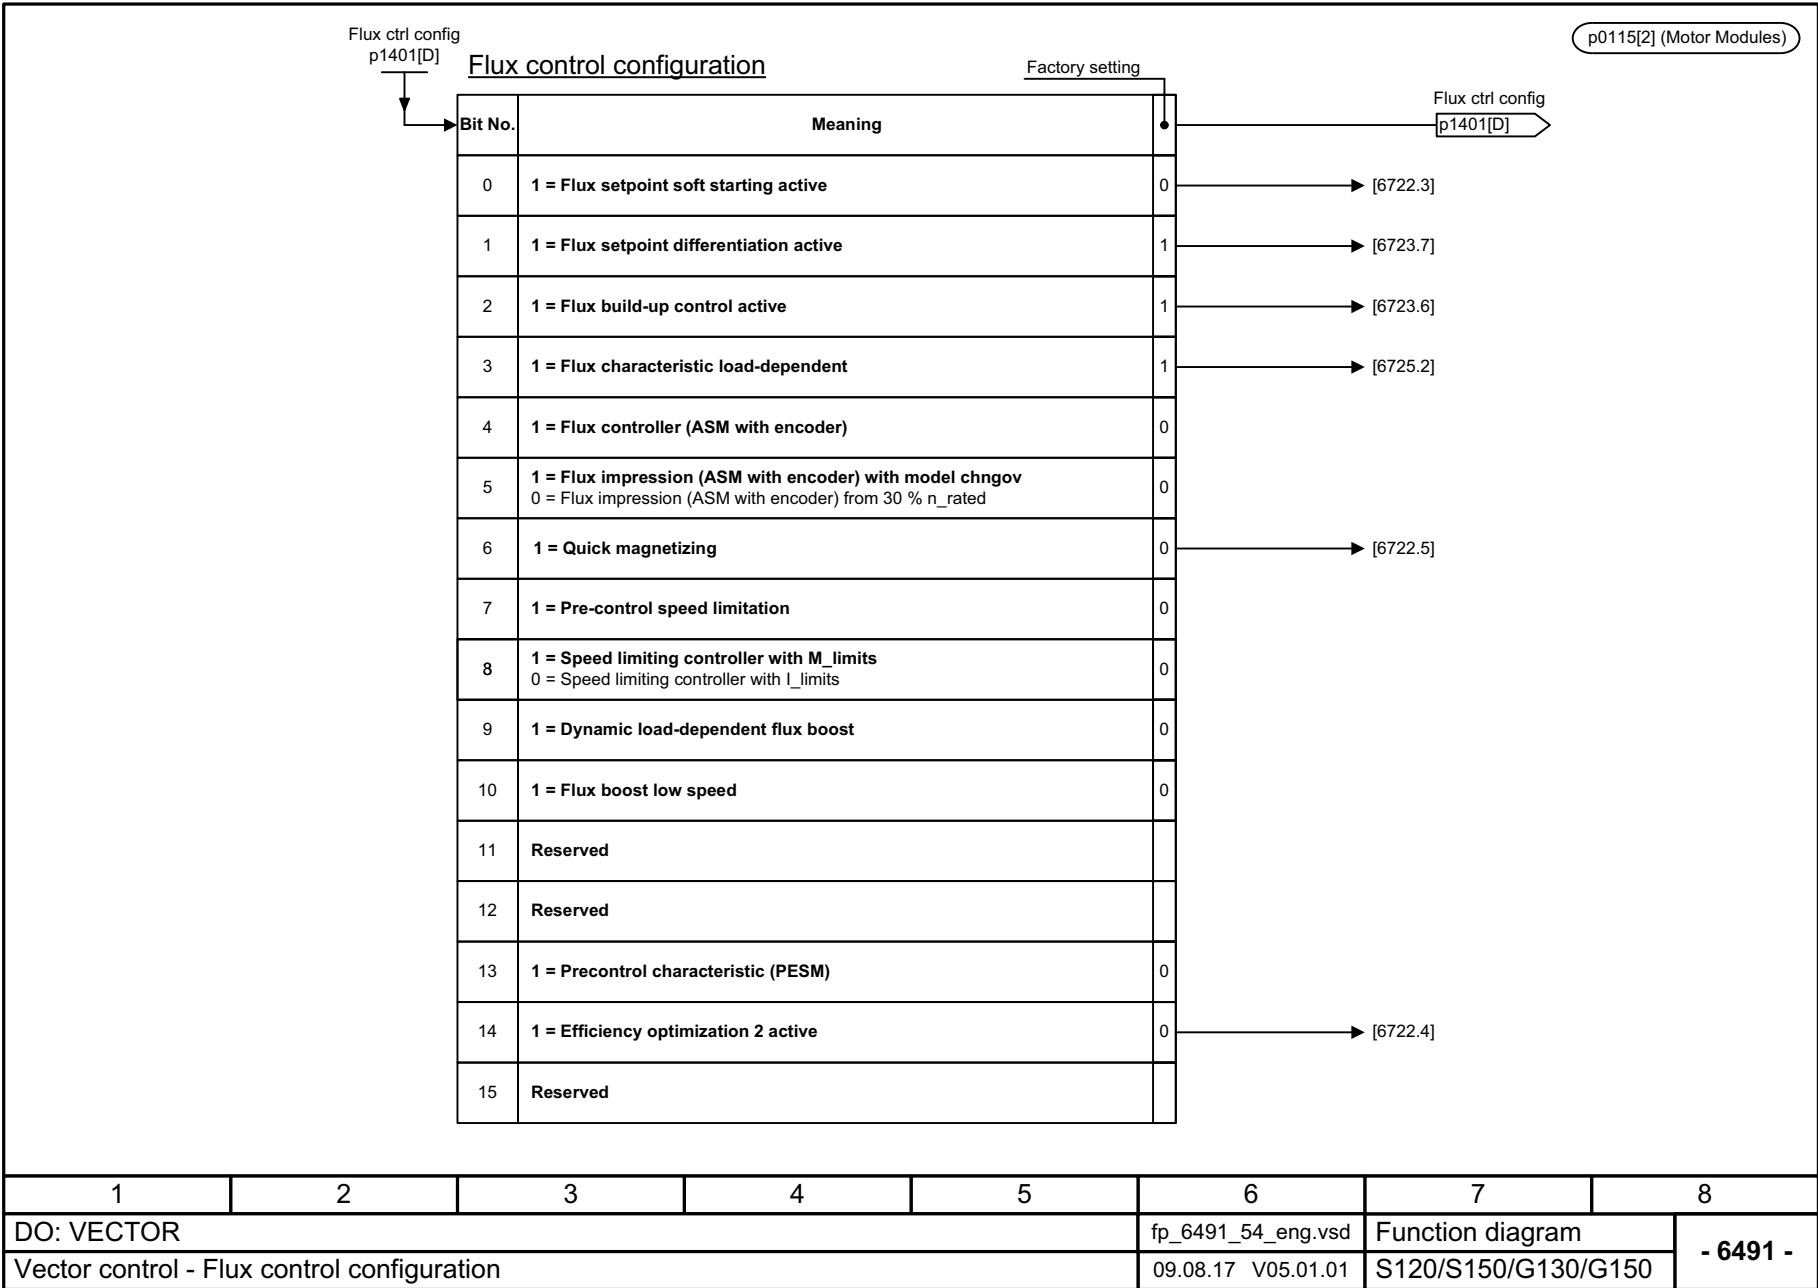 Flux ctrl config
p1401[D]
Flux control configuration
Factory setting
p0115[2] (Motor Modules)
Flux ctrl config
p1401[D]
Bit No. Meaning
0 1 = Flux setpoint soft starting active 0 [6722.3]
1 1 = Flux setpoint differentiation active 1 [6723.7]
2 1 = Flux build-up control active 1 [6723.6]
3 1 = Flux characteristic load-dependent 1 [6725.2]
4 1 = Flux controller (ASM with encoder) 0
5 1 = Flux impression (ASM with encoder) with model chngov 0
0 = Flux impression (ASM with encoder) from 30 % n_rated
6 1 = Quick magnetizing 0 [6722.5]
7 1 = Pre-control speed limitation 0
8 1 = Speed limiting controller with M_limits 0
0 = Speed limiting controller with I_limits
9 1 = Dynamic load-dependent flux boost 0
10 1 = Flux boost low speed 0
11 Reserved
12 Reserved
13 1 = Precontrol characteristic (PESM) 0
14 1 = Efficiency optimization 2 active 0 [6722.4]
15 Reserved
1 2 3 4 5 6 7 8
DO: VECTOR fp_6491_54_eng.vsd Function diagram
- 6491 -
Vector control - Flux control configuration 09.08.17 V05.01.01 S120/S150/G130/G150